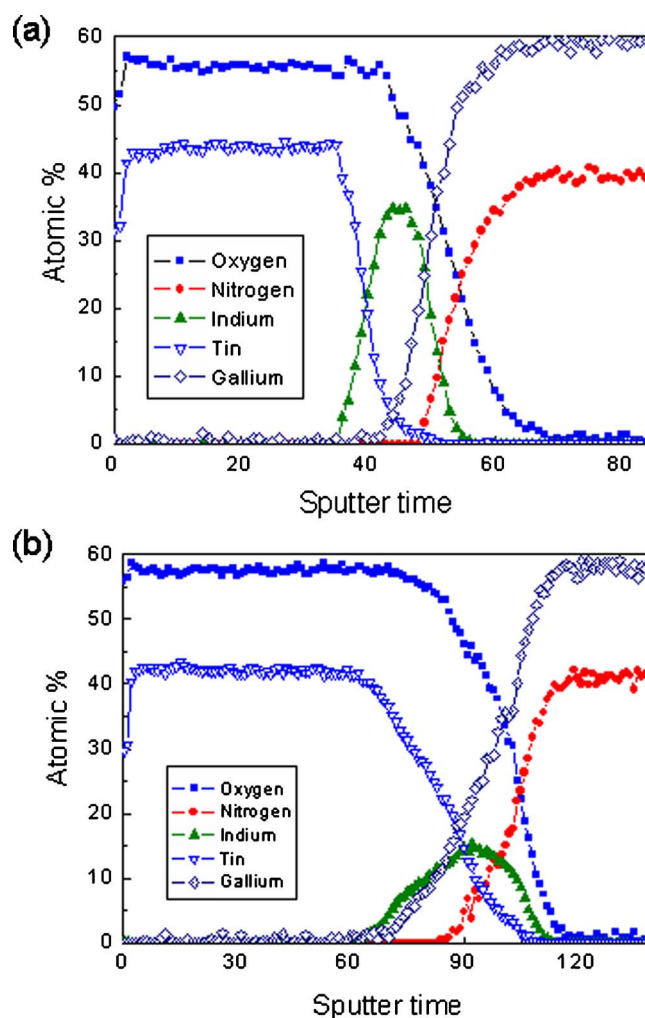 (a)
60
50
40
30
20
10
0
Atomic %
Oxygen
Nitrogen
Indium
Tin
Gallium
0 20 40 60 80
Sputter time
(b)
60
50
40
30
20
10
0
Atomic %
Oxygen
Nitrogen
Indium
Tin
Gallium
0 30 60 90 120
Sputter time